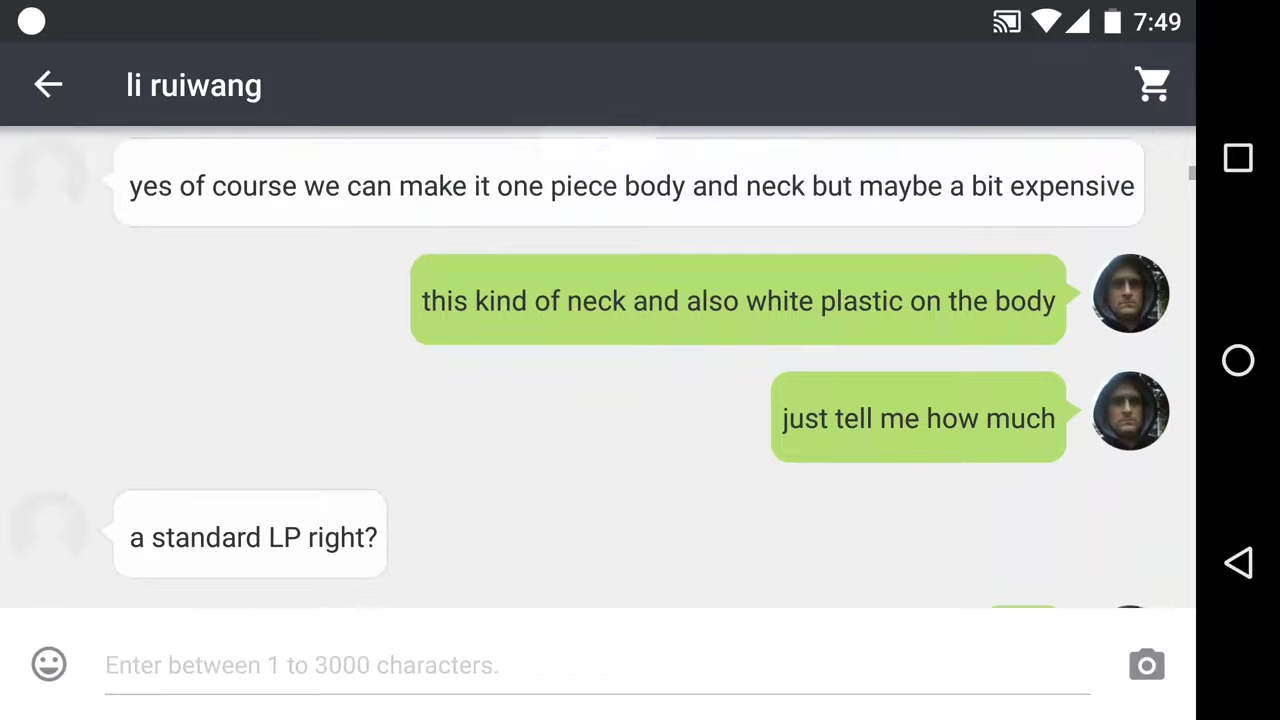 7:49
li ruiwang
yes of course we can make it one piece body and neck but maybe a bit expensive
this kind of neck and also white plastic on the body
just tell me how much
a standard LP right?
Enter between 1 to 3000 characters.